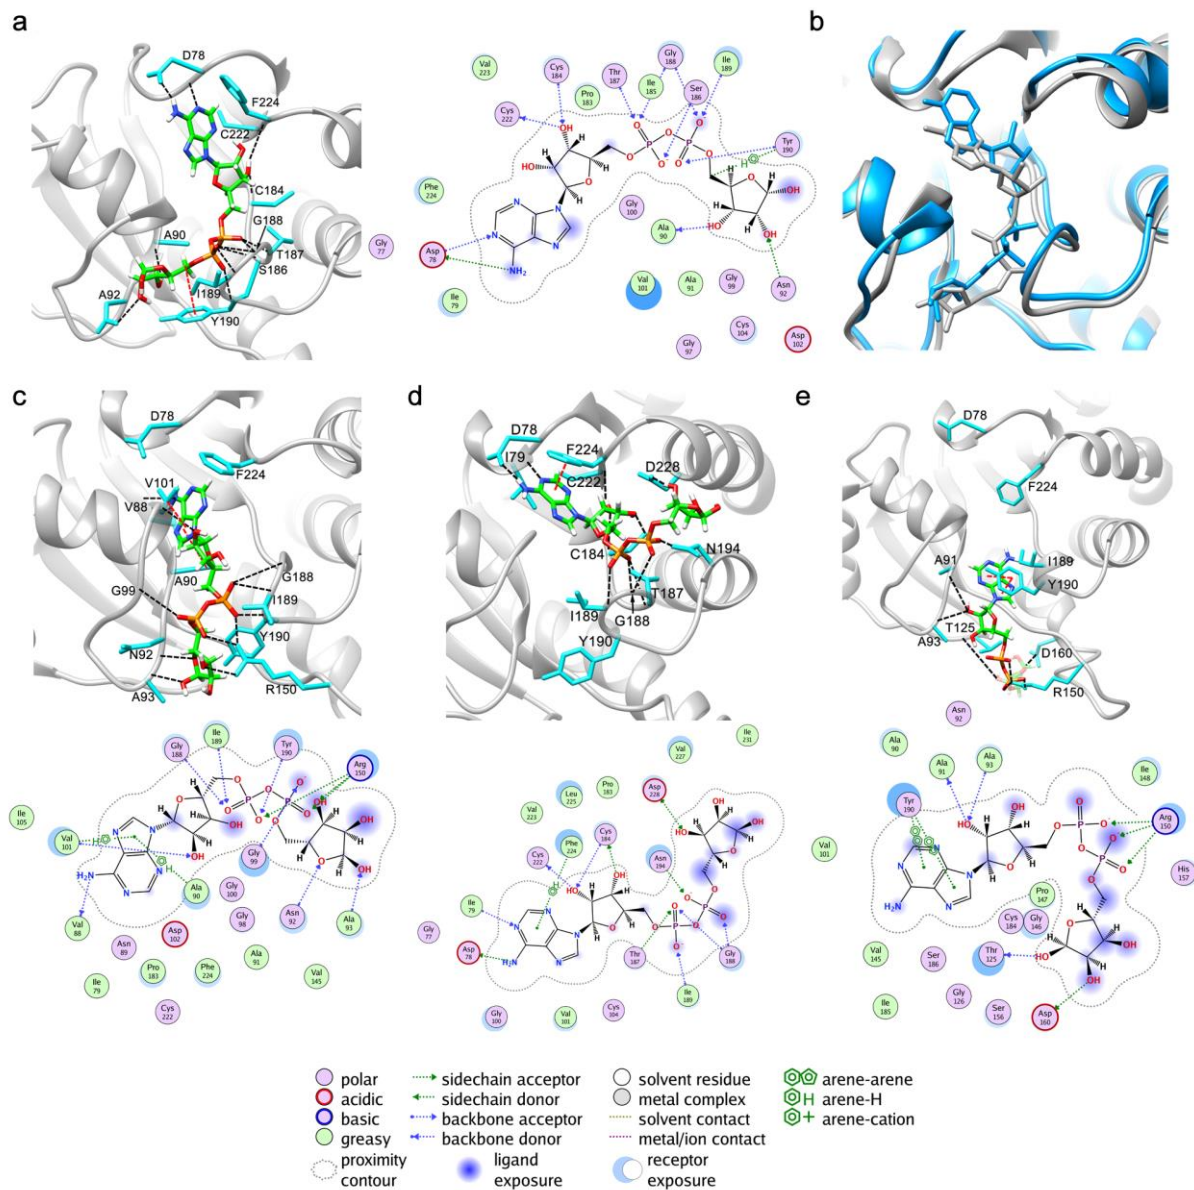 a
D78
F224
C222
C184
G188
A90
T187
S186
A92
I189
Y190
Val 223
Cys 184
Thr 187
Gly 188
Ile 189
Pro 183
Ile 185
Ser 186
Cys 222
Tyr 190
H
Phe 224
Gly 100
Ala 90
Gly 77
Asp 78
Val 101
Ala 91
Gly 99
Asn 92
Ile 79
Cys 104
Gly 97
Asp 102
OH
OH
O
O
P
O
P
O
O
O
O
H
H
O
H
H
OH
OH
OH
N
N
N
N
NH₂
b
c
D78
F224
V101
V88
A90
G188
G99
I189
Y190
N92
A93
R150
Gly 188
Ile 189
Tyr 190
Arg 150
Ile 105
Val 101
Gly 99
Ala 90
Gly 100
Val 88
Gly 98
Asn 92
Ala 93
Asn 89
Asp 102
Ala 91
Ile 79
Pro 183
Phe 224
Val 145
Cys 222
H₂N
d
D78
I79
F224
C222
D228
C184
N194
T187
I189
G188
Y190
Ile 231
Val 227
Leu 225
Pro 183
Asp 228
Val 223
Cys 184
Phe 224
Cys 222
Asn 194
Ile 79
Gly 77
Asp 78
Thr 187
Gly 188
Ile 189
Gly 100
Val 101
Cys 104
NH₂
e
D78
F224
A91
I189
Y190
A93
T125
D160
R150
Asn 92
Ala 90
Ala 91
Ala 93
Ile 148
Tyr 190
Arg 150
Val 101
His 157
Pro 147
Cys 184
Gly 146
Val 145
Ser 186
Thr 125
Gly 126
Ile 185
Ser 156
Asp 160
NH₂
polar
acidic
basic
greasy
proximity
contour
sidechain acceptor
sidechain donor
backbone acceptor
backbone donor
ligand
exposure
solvent residue
metal complex
solvent contact
metal/ion contact
receptor
exposure
arene-arene
H arene-H
+ arene-cation